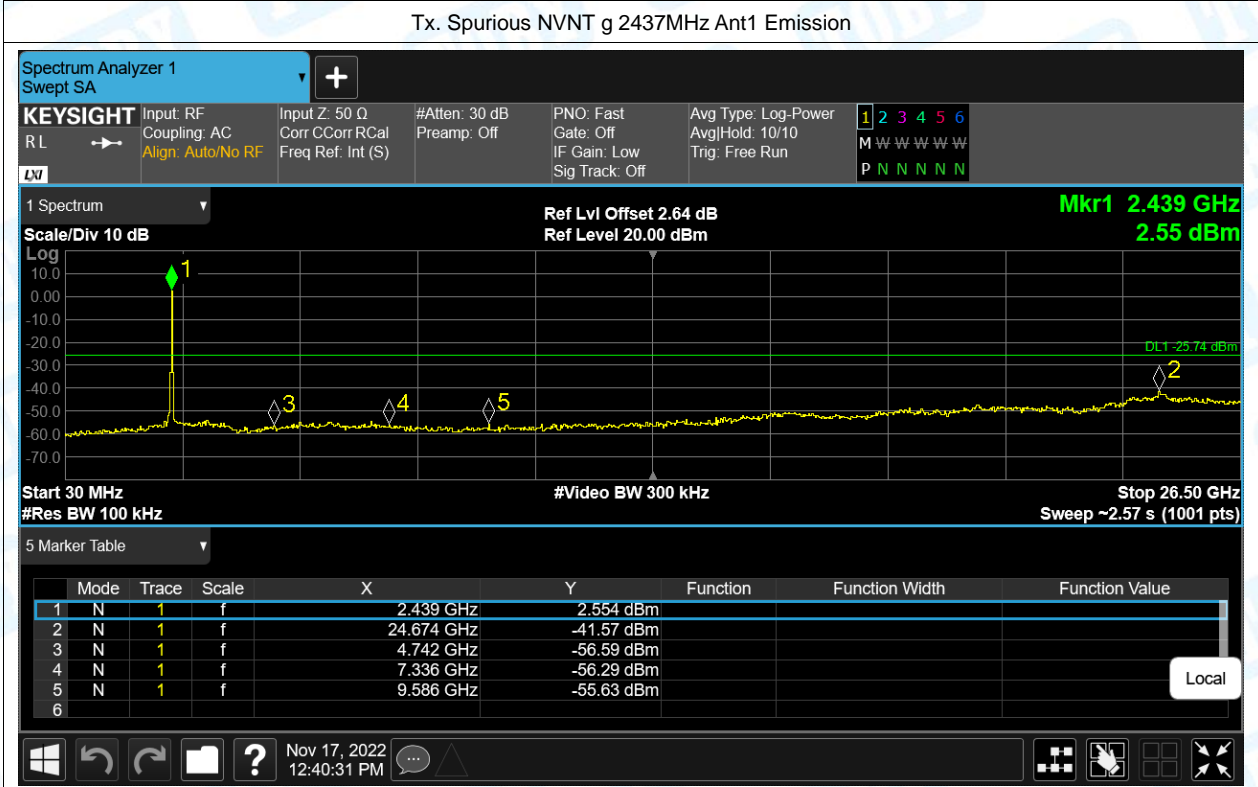 Tx. Spurious NVNT g 2437MHz Ant1 Emission
Spectrum Analyzer 1
Swept SA
+
KEYSIGHT Input: RF Input Z: 50 Ω #Atten: 30 dB PNO: Fast Avg Type: Log-Power 1 2 3 4 5 6
RL Coupling: AC Corr CCorr RCal Preamp: Off Gate: Off Avg|Hold: 10/10 M W W W W W
Align: Auto/No RF Freq Ref: Int (S) IF Gain: Low Trig: Free Run P N N N N N
LXI Sig Track: Off
1 Spectrum Ref Lvl Offset 2.64 dB Mkr1 2.439 GHz
Scale/Div 10 dB Ref Level 20.00 dBm 2.55 dBm
Log
10.0 1
0.00
-10.0
-20.0 DL1 -25.74 dBm
-30.0 2
-40.0
-50.0 3 4 5
-60.0
-70.0
Start 30 MHz #Video BW 300 kHz Stop 26.50 GHz
#Res BW 100 kHz Sweep ~2.57 s (1001 pts)
5 Marker Table
Mode Trace Scale X Y Function Function Width Function Value
1 N 1 f 2.439 GHz 2.554 dBm
2 N 1 f 24.674 GHz -41.57 dBm
3 N 1 f 4.742 GHz -56.59 dBm
4 N 1 f 7.336 GHz -56.29 dBm
5 N 1 f 9.586 GHz -55.63 dBm
6
Local
? Nov 17, 2022
12:40:31 PM